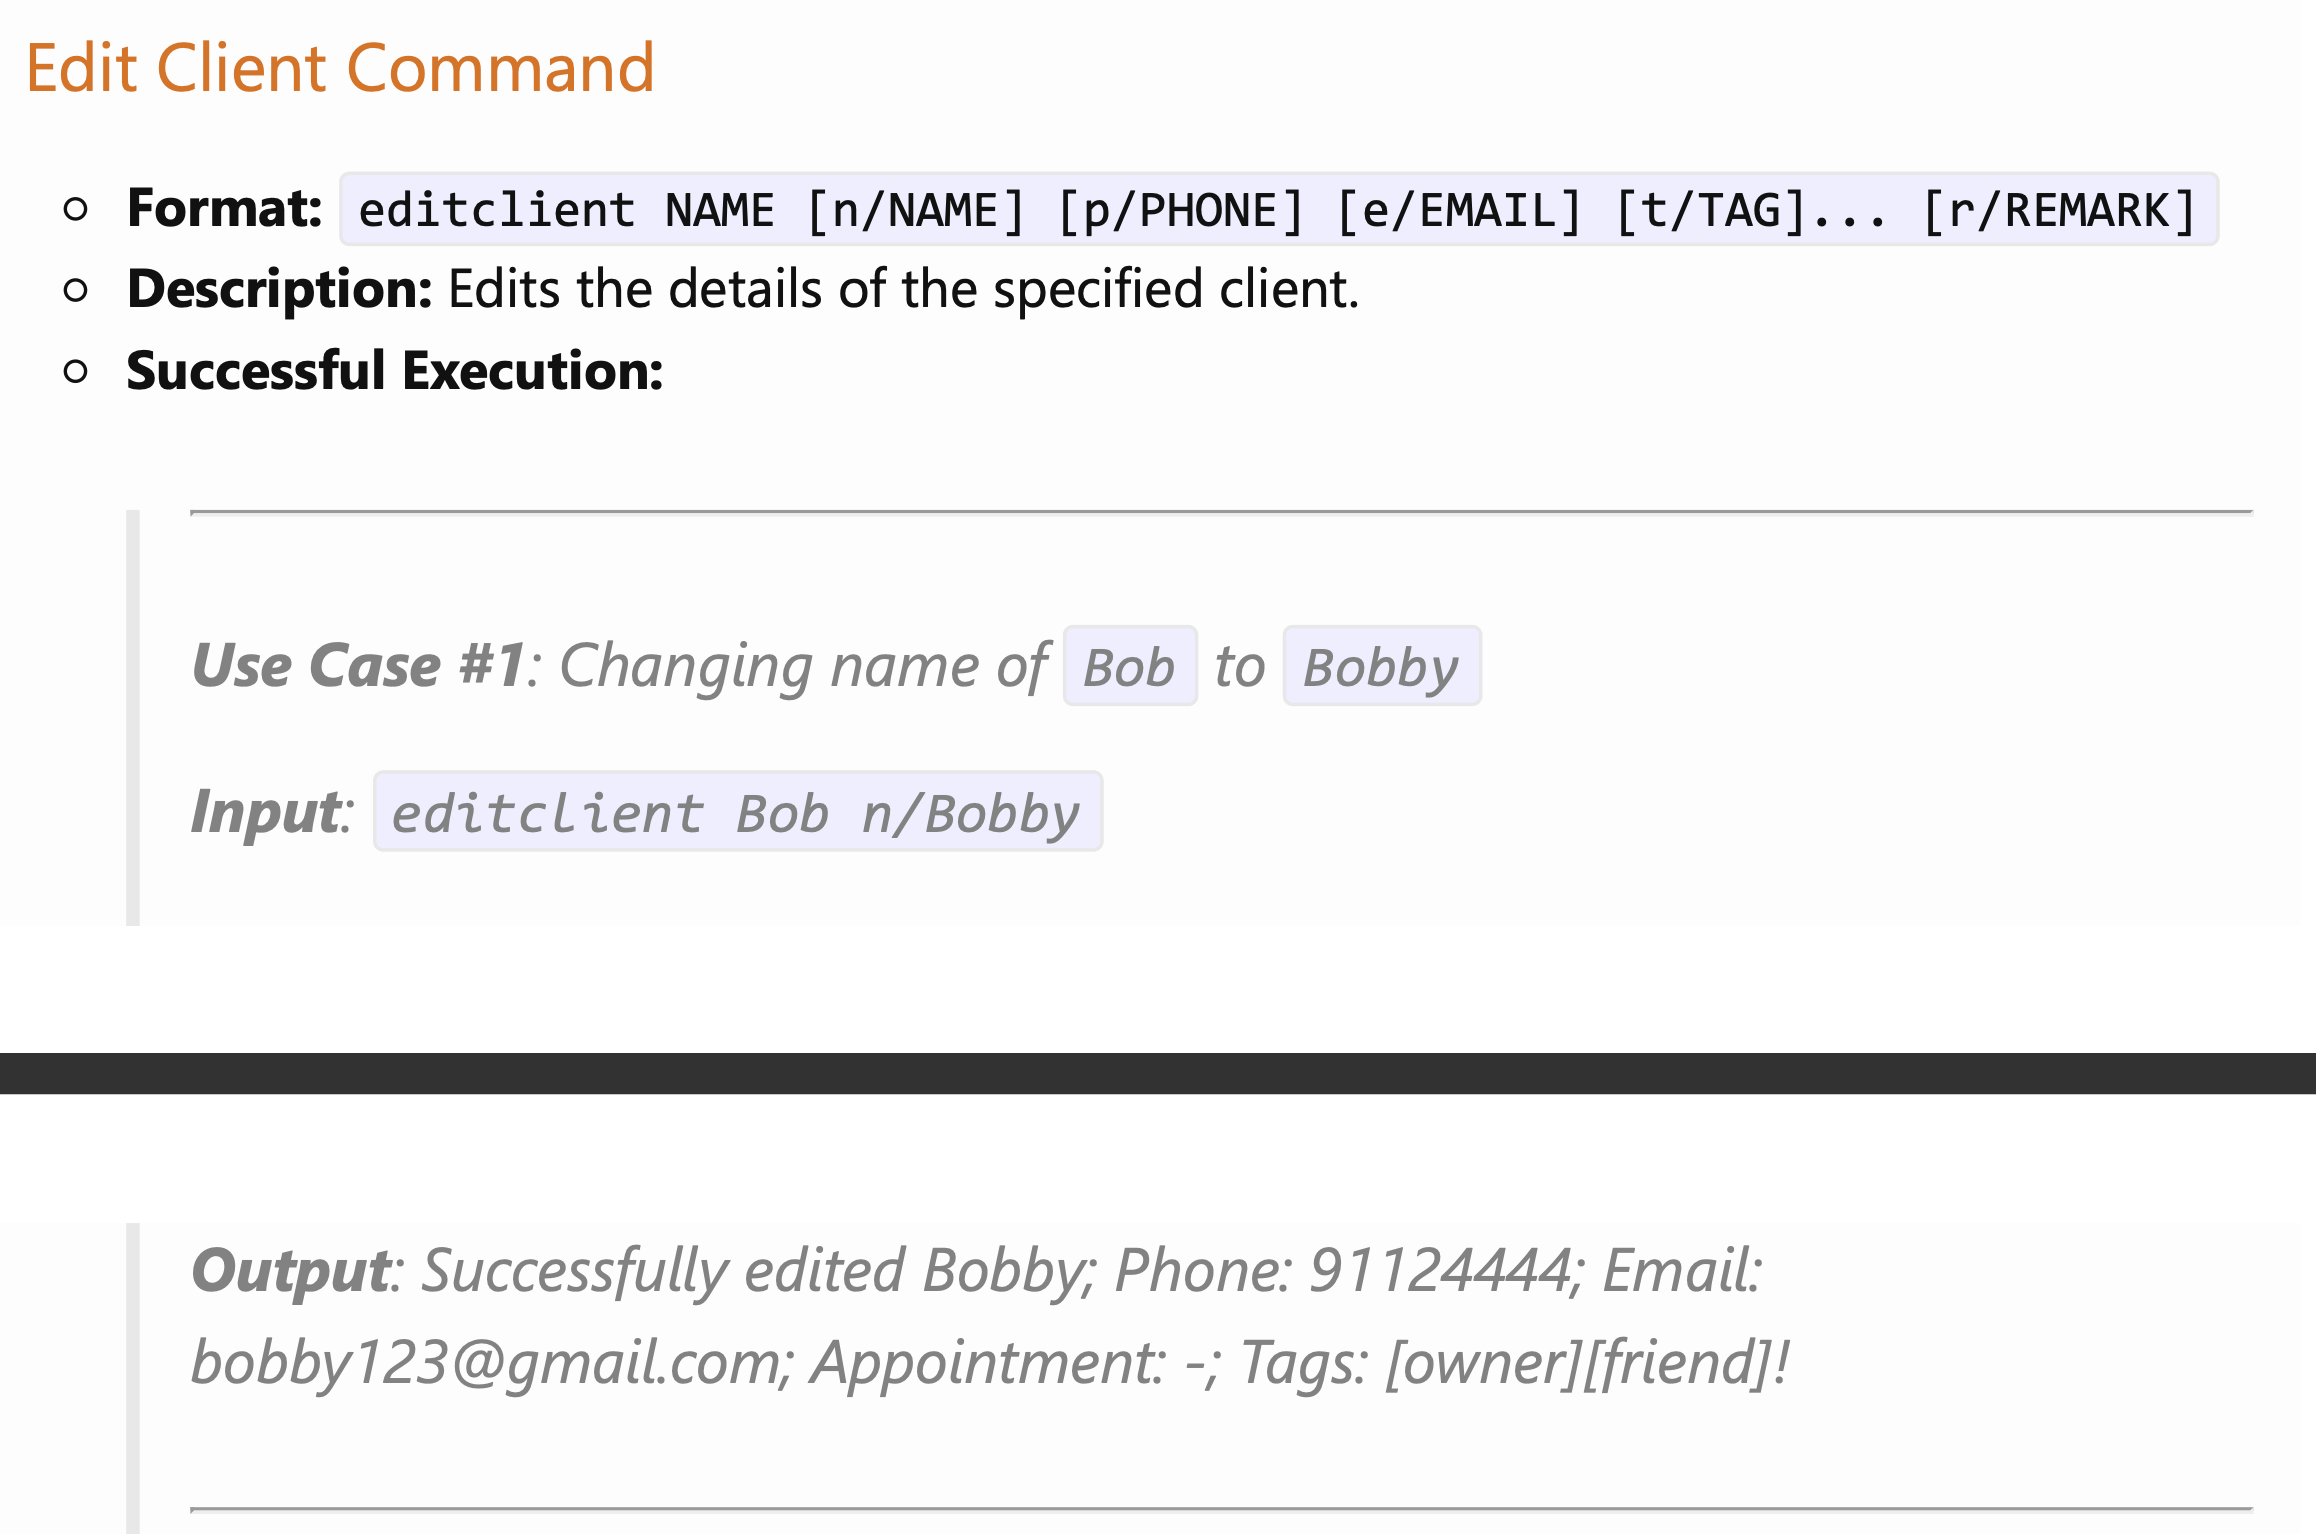 Edit Client Command
Format: editclient NAME [n/NAME] [p/PHONE] [e/EMAIL] [t/TAG]... [r/REMARK]
Description: Edits the details of the specified client.
Successful Execution:
Use Case #1: Changing name of Bob to Bobby
Input: editclient Bob n/Bobby
Output: Successfully edited Bobby; Phone: 91124444; Email:
bobby123@gmail.com; Appointment: -; Tags: [owner][friend]!